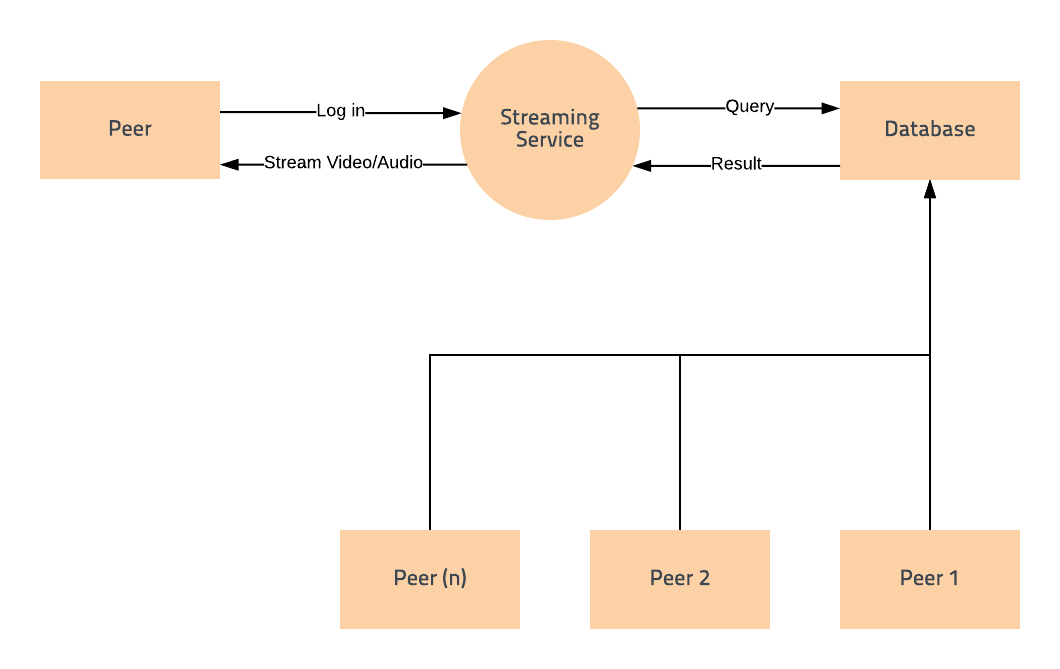 Peer
Log in
Stream Video/Audio
Streaming
Service
Query
Result
Database
Peer (n)
Peer 2
Peer 1